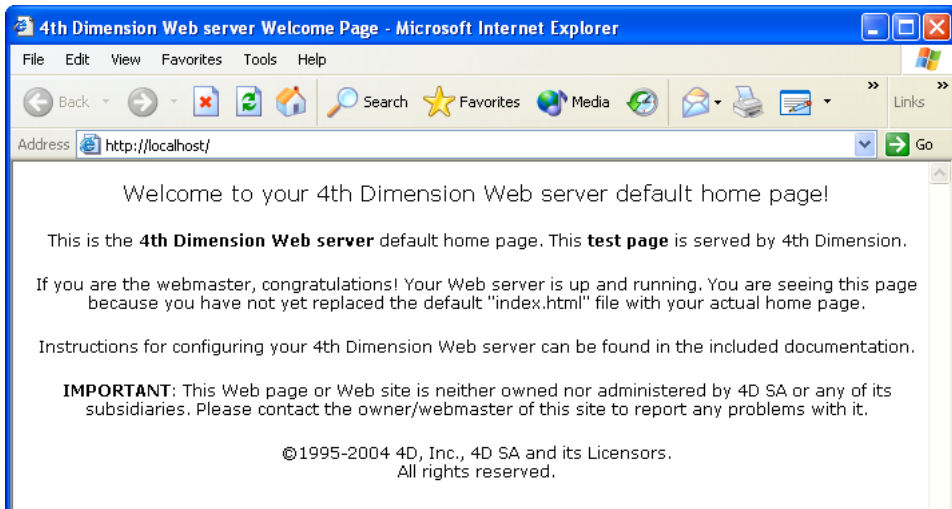 4th Dimension Web server Welcome Page - Microsoft Internet Explorer
File Edit View Favorites Tools Help
Back Search Favorites Media » Links »
Address http://localhost/ Go
Welcome to your 4th Dimension Web server default home page!
This is the 4th Dimension Web server default home page. This test page is served by 4th Dimension.
If you are the webmaster, congratulations! Your Web server is up and running. You are seeing this page
because you have not yet replaced the default "index.html" file with your actual home page.
Instructions for configuring your 4th Dimension Web server can be found in the included documentation.
IMPORTANT: This Web page or Web site is neither owned nor administered by 4D SA or any of its
subsidiaries. Please contact the owner/webmaster of this site to report any problems with it.
©1995-2004 4D, Inc., 4D SA and its Licensors.
All rights reserved.